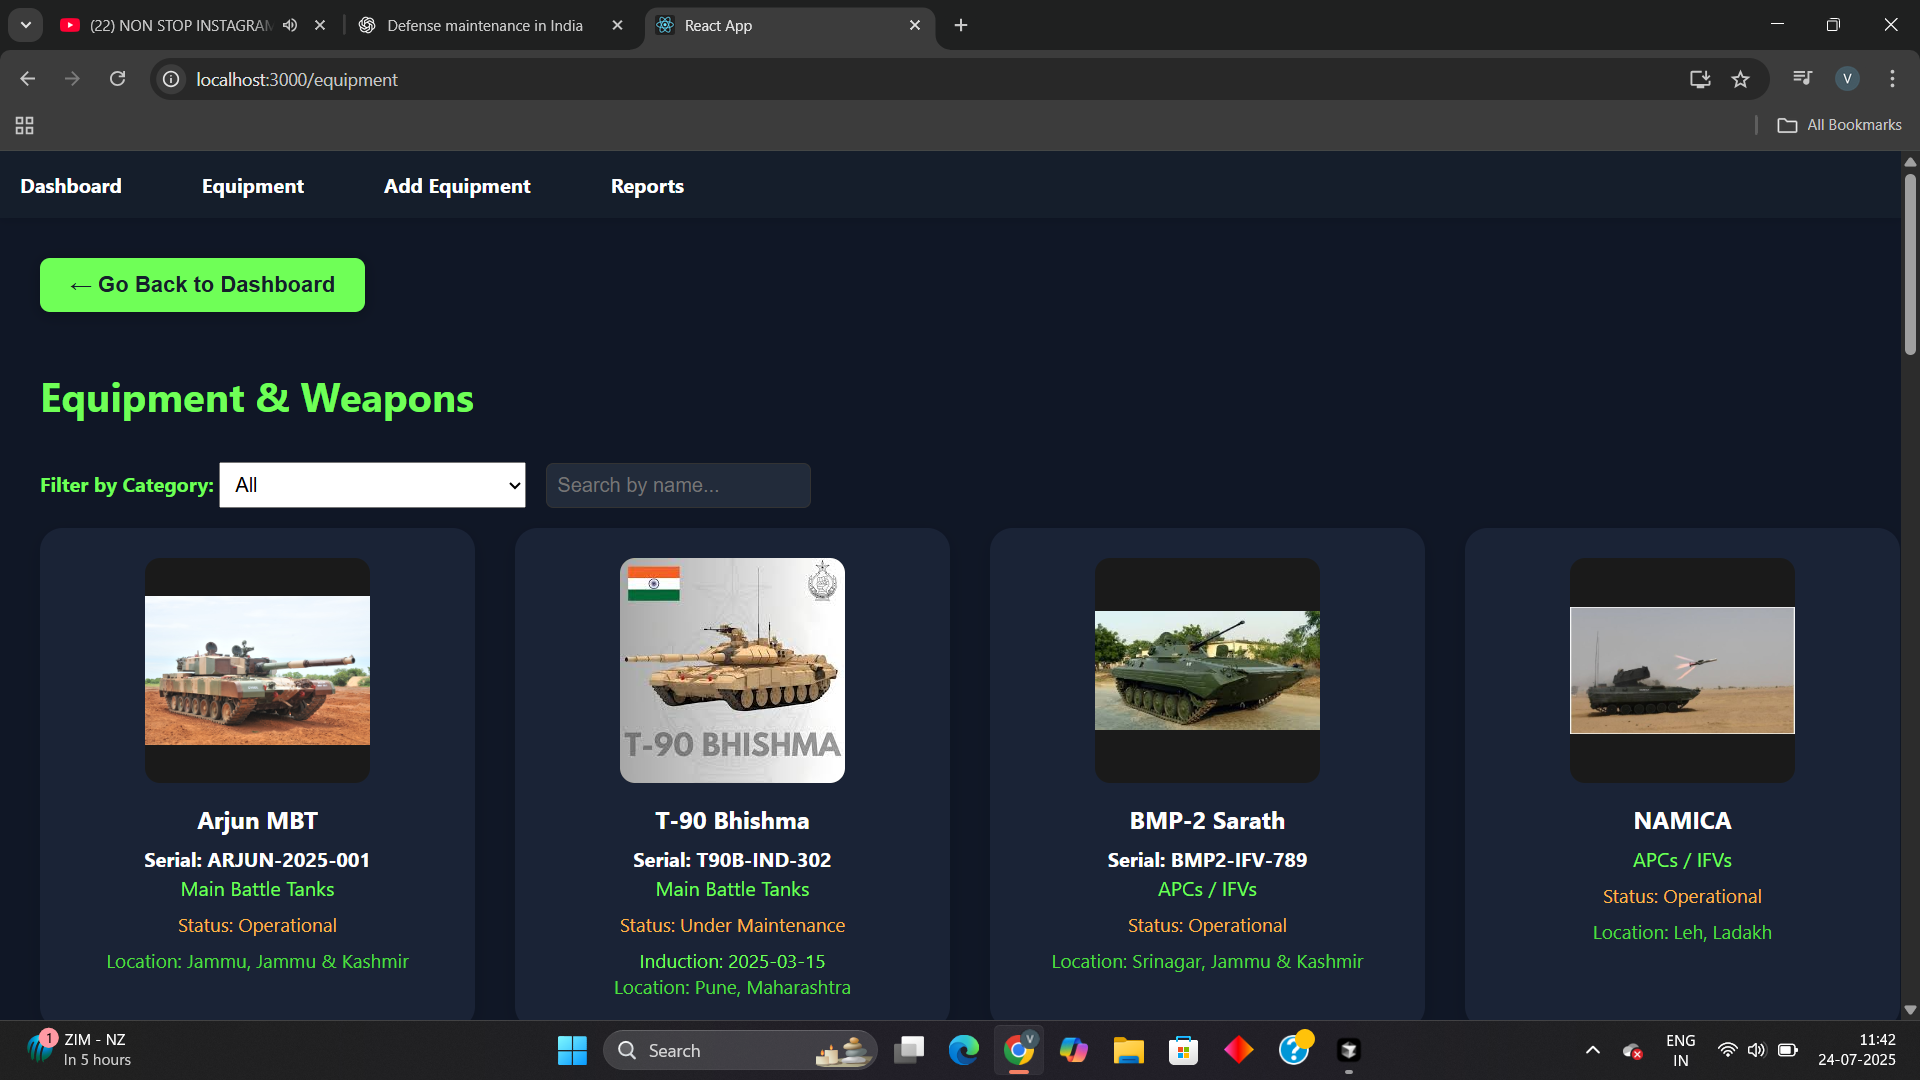 (22) NON STOP INSTAGRAM
Defense maintenance in India
React App
localhost:3000/equipment
V
All Bookmarks
Dashboard
Equipment
Add Equipment
Reports
← Go Back to Dashboard
Equipment & Weapons
Filter by Category:
All
Search by name...
T-90 BHISHMA
Arjun MBT
Serial: ARJUN-2025-001
Main Battle Tanks
Status: Operational
Location: Jammu, Jammu & Kashmir
T-90 Bhishma
Serial: T90B-IND-302
Main Battle Tanks
Status: Under Maintenance
Induction: 2025-03-15
Location: Pune, Maharashtra
BMP-2 Sarath
Serial: BMP2-IFV-789
APCs / IFVs
Status: Operational
Location: Srinagar, Jammu & Kashmir
NAMICA
APCs / IFVs
Status: Operational
Location: Leh, Ladakh
1
ZIM - NZ
In 5 hours
Search
V
ENG
IN
11:42
24-07-2025